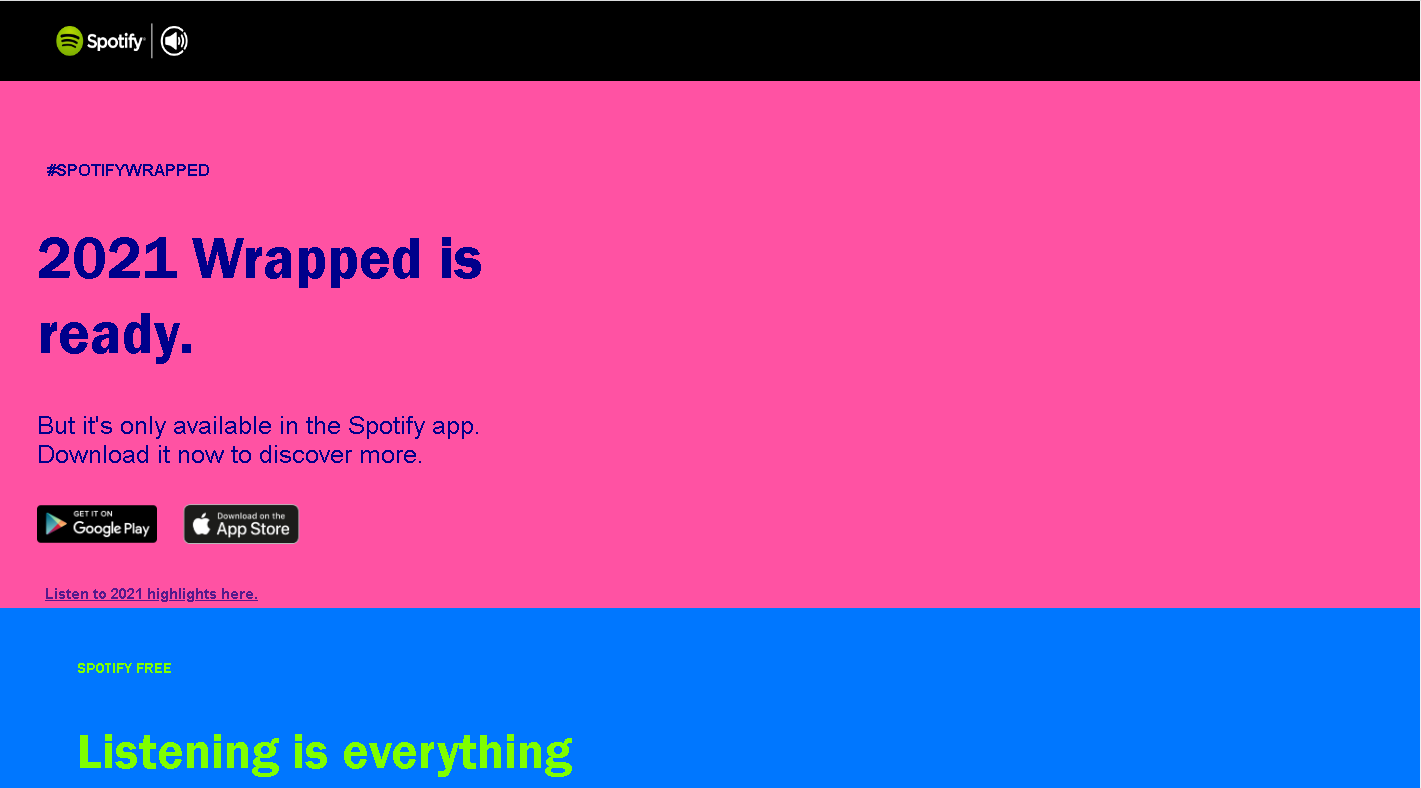 Spotify
#SPOTIFYWRAPPED
2021 Wrapped is
ready.
But it's only available in the Spotify app.
Download it now to discover more.
GET IT ON
Google Play
Download on the
App Store
Listen to 2021 highlights here.
SPOTIFY FREE
Listening is everything